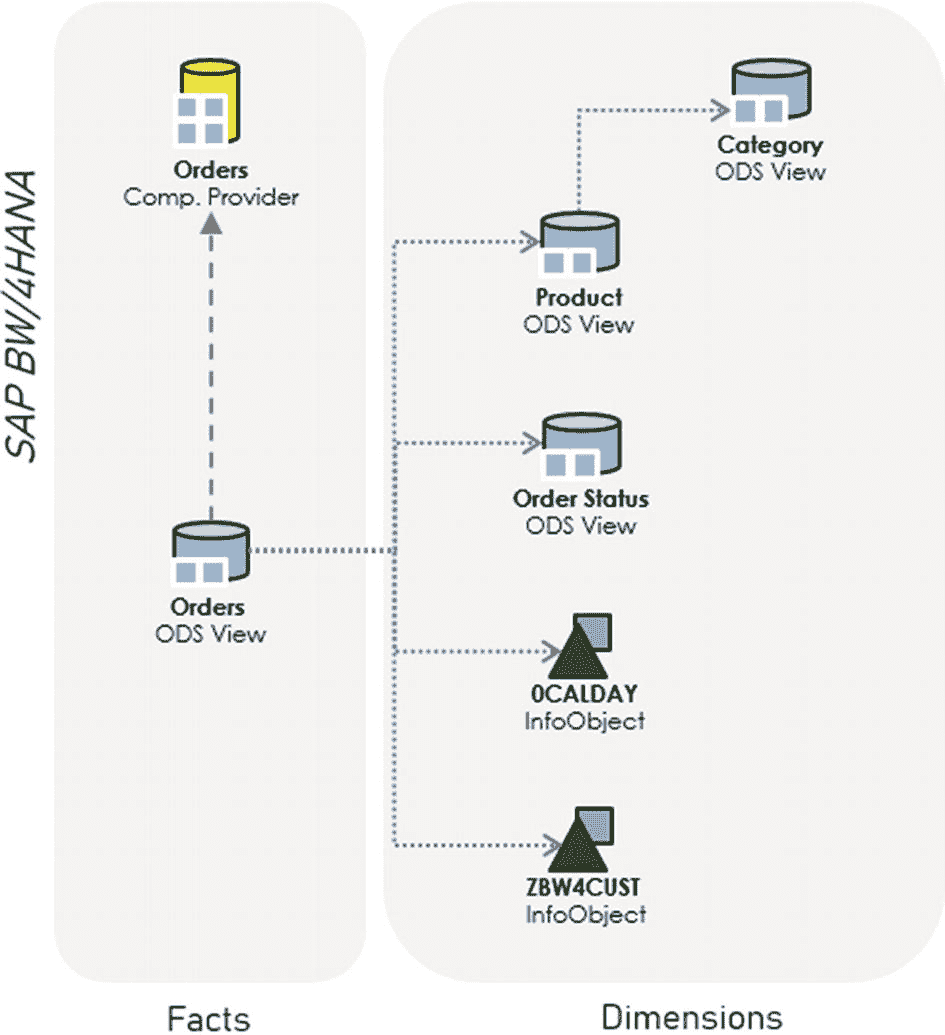 SAP BW/4HANA
Orders
Comp. Provider
Orders
ODS View
Category
ODS View
Product
ODS View
Order Status
ODS View
0CALDAY
InfoObject
ZBW4CUST
InfoObject
Facts
Dimensions